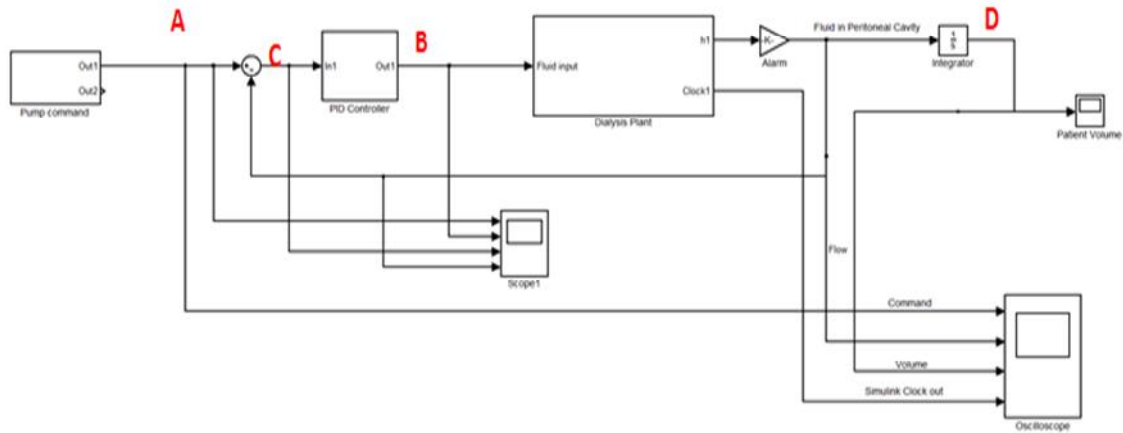 A
C
B
D
Out1
Out2
Pump command
In1
Out1
PID Controller
Fluid input
h1
Clock1
Dialysis Plant
-K-
Alarm
Fluid in Peritoneal Cavity
1
s
Integrator
Patient Volume
Scope1
Flow
Command
Volume
Simulink Clock out
Oscilloscope